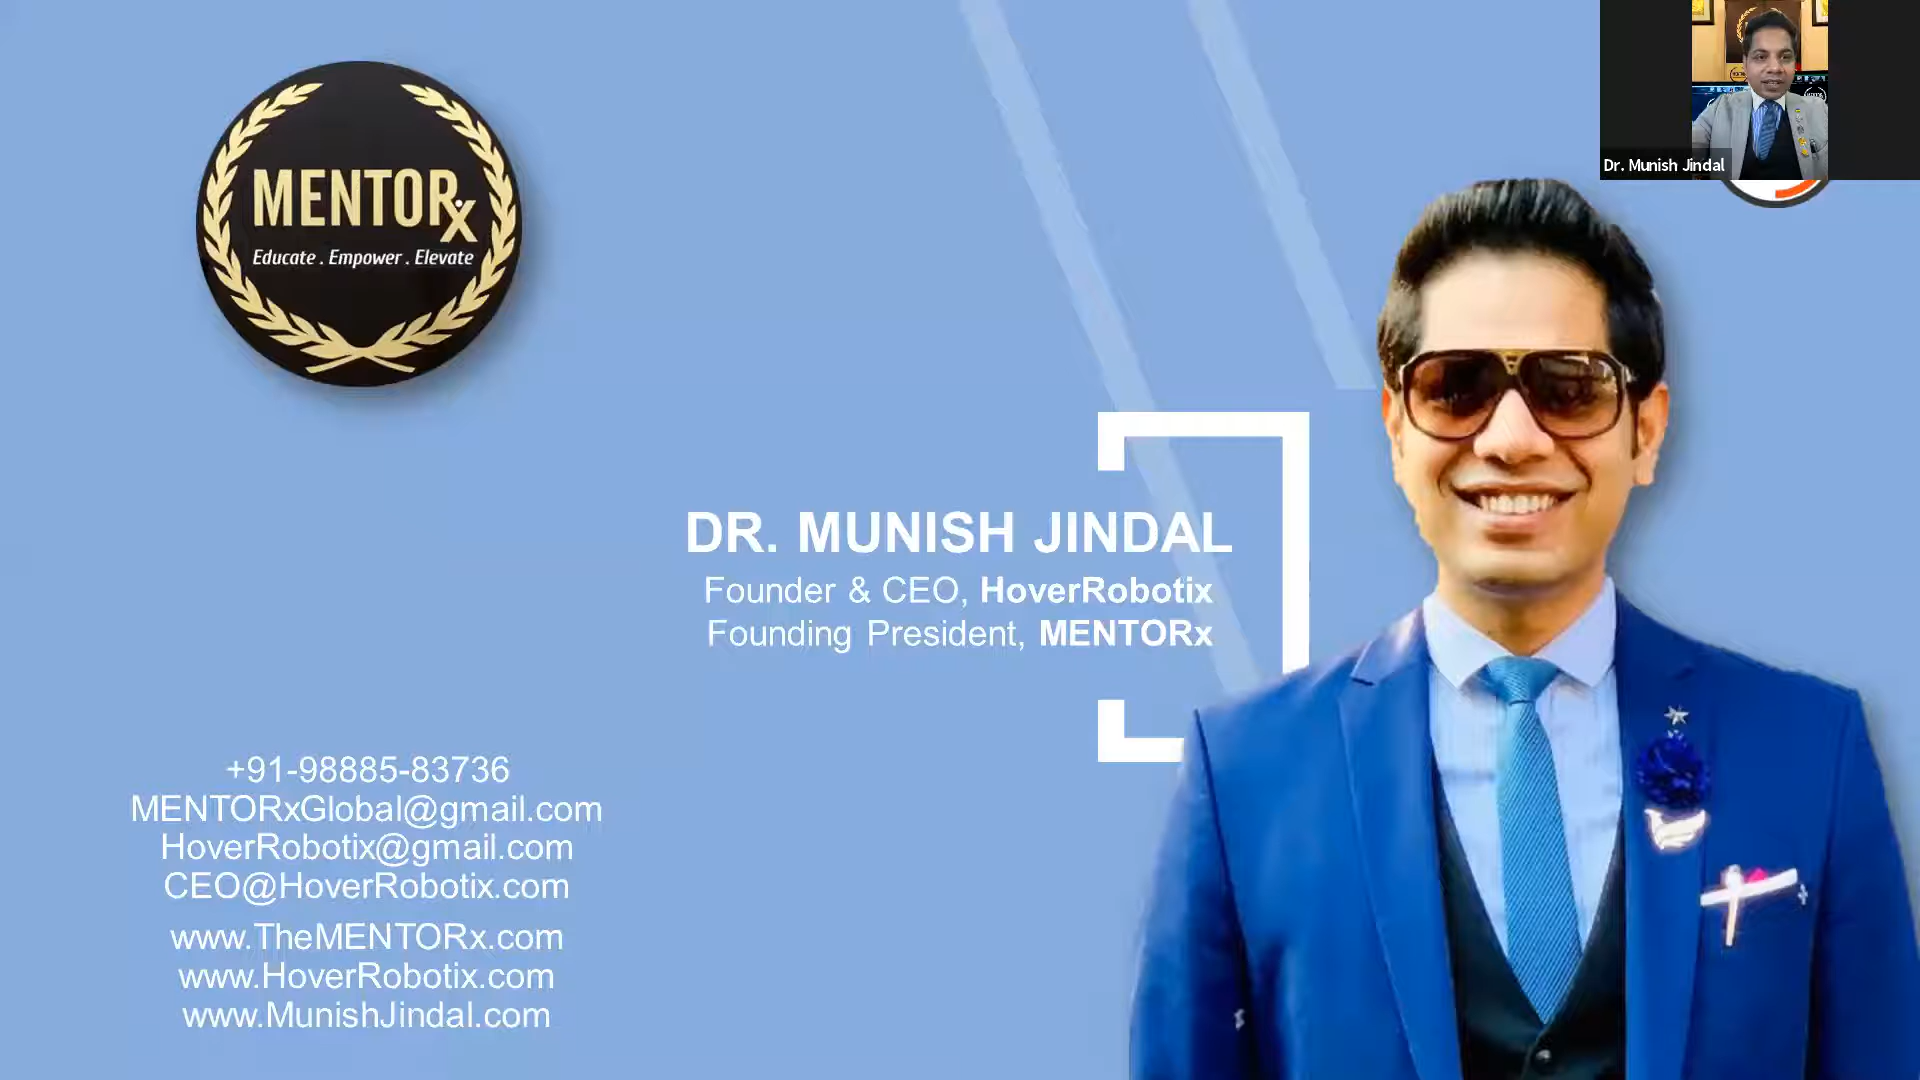 MENTORx
Educate . Empower . Elevate
Dr. Munish Jindal
DR. MUNISH JINDAL
Founder & CEO, HoverRobotix
Founding President, MENTORx
+91-98885-83736
MENTORxGlobal@gmail.com
HoverRobotix@gmail.com
CEO@HoverRobotix.com
www.TheMENTORx.com
www.HoverRobotix.com
www.MunishJindal.com